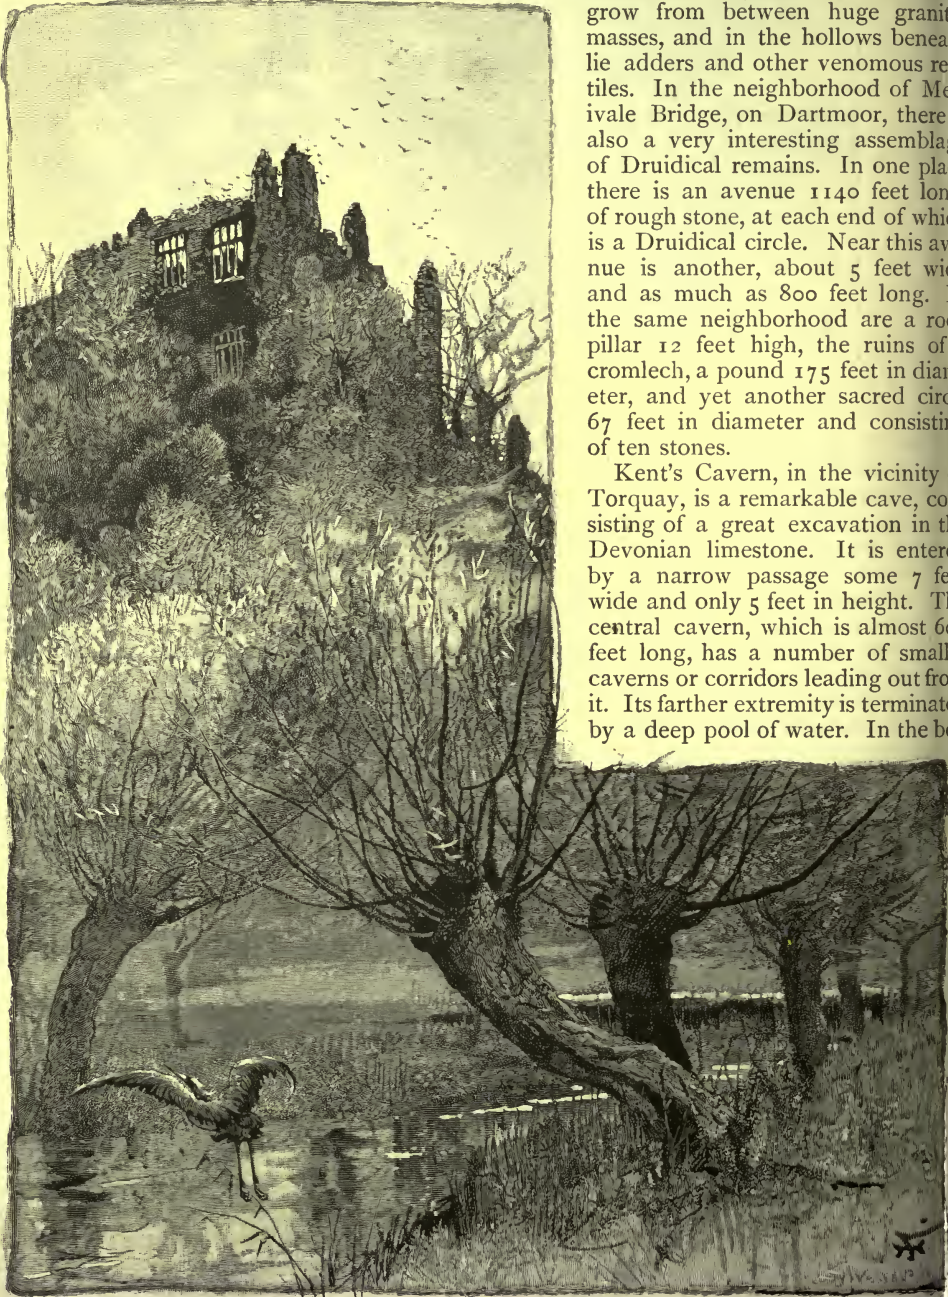 grow from between huge granit
masses, and in the hollows benea
lie adders and other venomous re
tiles. In the neighborhood of Me
ivale Bridge, on Dartmoor, there
also a very interesting assembla
of Druidical remains. In one pla
there is an avenue 1140 feet lon
of rough stone, at each end of whi
is a Druidical circle. Near this av
nue is another, about 5 feet wi
and as much as 800 feet long.
the same neighborhood are a ro
pillar 12 feet high, the ruins of
cromlech, a pound 175 feet in dia
eter, and yet another sacred circ
67 feet in diameter and consisti
of ten stones.
Kent's Cavern, in the vicinity
Torquay, is a remarkable cave, co
sisting of a great excavation in t
Devonian limestone. It is enter
by a narrow passage some 7 fe
wide and only 5 feet in height. T
central cavern, which is almost 6
feet long, has a number of small
caverns or corridors leading out fro
it. Its farther extremity is terminat
by a deep pool of water. In the b